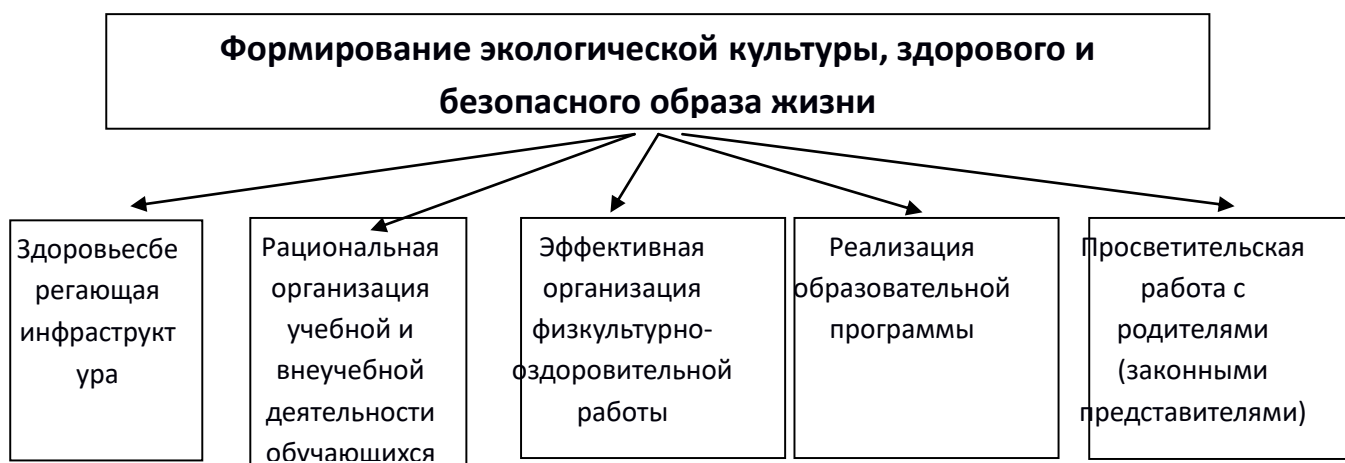 Формирование экологической культуры, здорового и
безопасного образа жизни
Здоровьесбе
регающая
инфраструкт
ура
Рациональная
организация
учебной и
внеучебной
деятельности
обучающихся
Эффективная
организация
физкультурно-
оздоровительной
работы
Реализация
образовательной
программы
Просветительская
работа с
родителями
(законными
представителями)